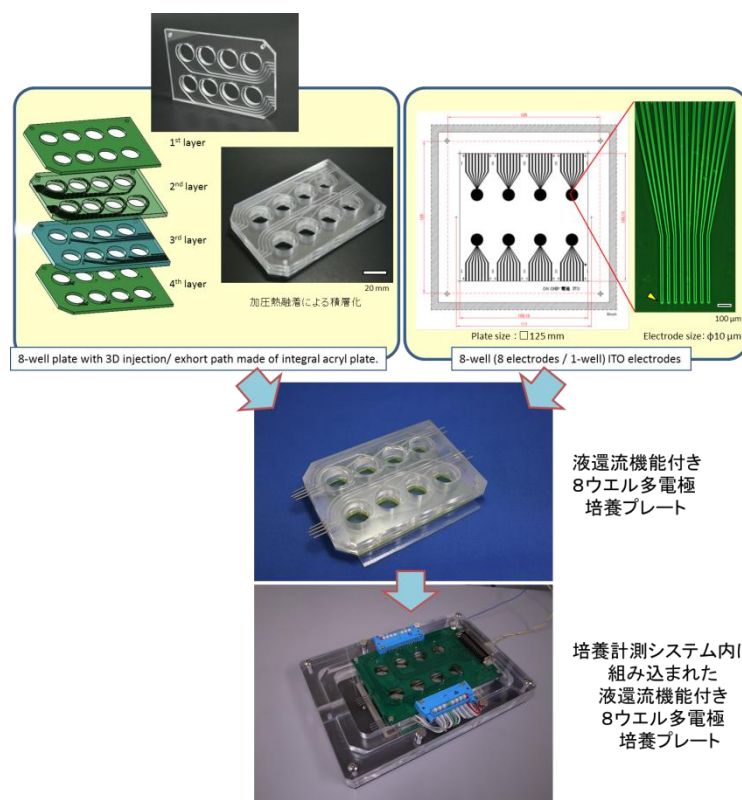 1st layer
2nd layer
3rd layer
4th layer
20 mm
加圧熱融着による積層化
8-well plate with 3D injection/ exhort path made of integral acryl plate.
Plate size : □125 mm
100 μm
Electrode size: φ10 μm
8-well (8 electrodes / 1-well) ITO electrodes
液還流機能付き
8ウエル多電極
培養プレート
培養計測システム内に
組み込まれた
液還流機能付き
8ウエル多電極
培養プレート